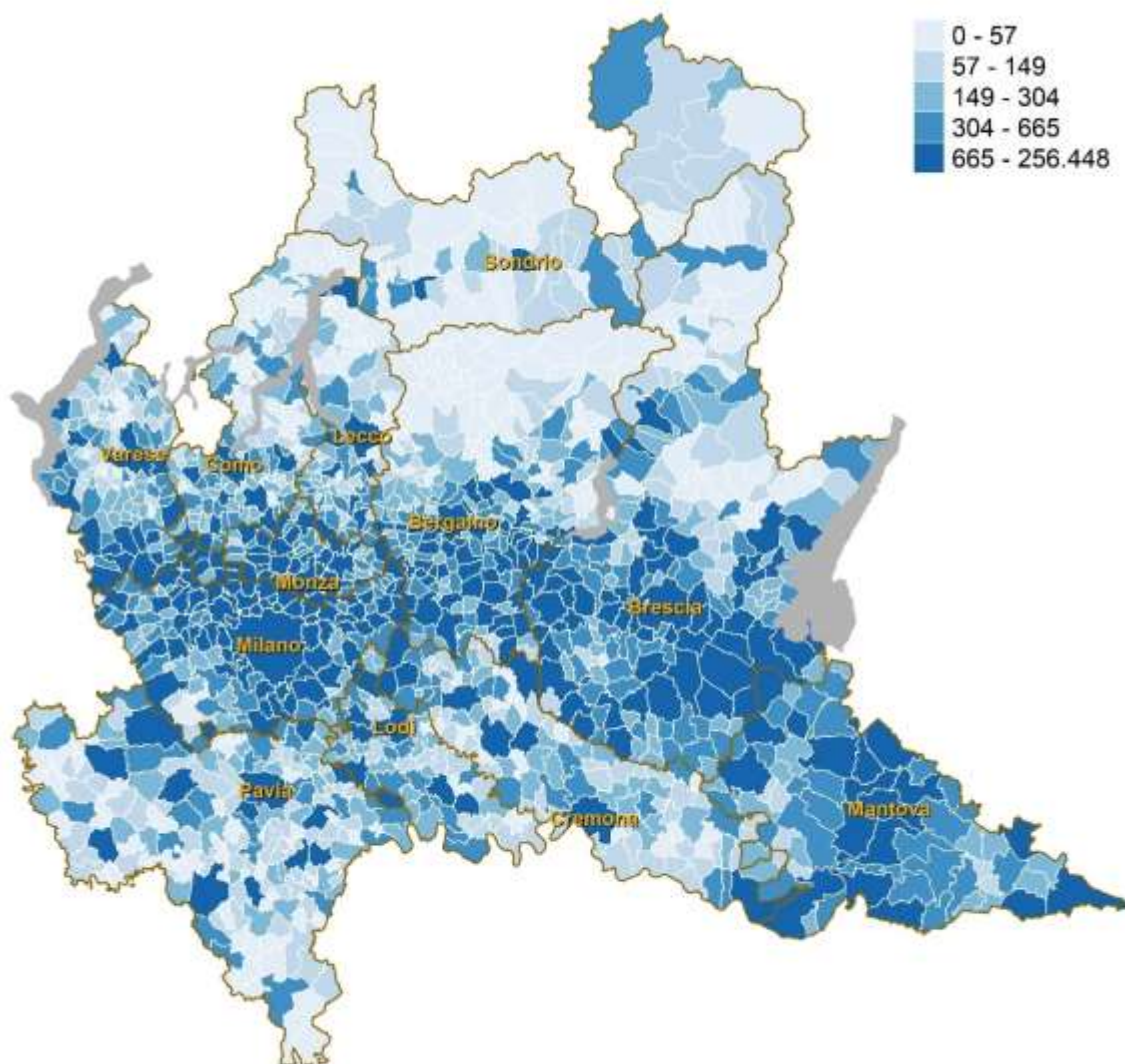 0 - 57
57 - 149
149 - 304
304 - 665
665 - 256.448
Sondrio
Lecco
Varese
Como
Bergamo
Monza
Brescia
Milano
Lodi
Pavia
Mantova
Cremona